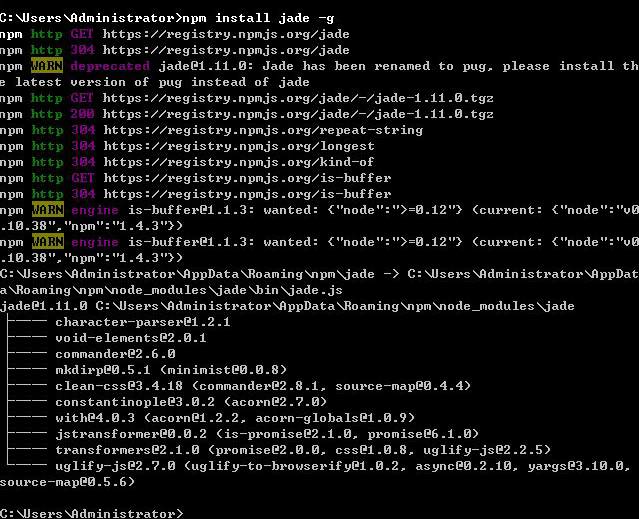 C:\Users\Administrator>npm install jade -g
npm http GET https://registry.npmjs.org/jade
npm http 304 https://registry.npmjs.org/jade
npm WARN deprecated jade@1.11.0: Jade has been renamed to pug, please install th
e latest version of pug instead of jade
npm http GET https://registry.npmjs.org/jade/-/jade-1.11.0.tgz
npm http 200 https://registry.npmjs.org/jade/-/jade-1.11.0.tgz
npm http 304 https://registry.npmjs.org/repeat-string
npm http 304 https://registry.npmjs.org/longest
npm http 304 https://registry.npmjs.org/kind-of
npm http GET https://registry.npmjs.org/is-buffer
npm http 304 https://registry.npmjs.org/is-buffer
npm WARN engine is-buffer@1.1.3: wanted: {"node":">=0.12"} (current: {"node":"v0
.10.38","npm":"1.4.3"})
npm WARN engine is-buffer@1.1.3: wanted: {"node":">=0.12"} (current: {"node":"v0
.10.38","npm":"1.4.3"})
C:\Users\Administrator\AppData\Roaming\npm\jade -> C:\Users\Administrator\AppDat
a\Roaming\npm\node_modules\jade\bin\jade.js
jade@1.11.0 C:\Users\Administrator\AppData\Roaming\npm\node_modules\jade
├── character-parser@1.2.1
├── void-elements@2.0.1
├── commander@2.6.0
├── mkdirp@0.5.1 (minimist@0.0.8)
├── clean-css@3.4.18 (commander@2.8.1, source-map@0.4.4)
├── constantinople@3.0.2 (acorn@2.7.0)
├── with@4.0.3 (acorn@1.2.2, acorn-globals@1.0.9)
├── jstransformer@0.0.2 (is-promise@2.1.0, promise@6.1.0)
├── transformers@2.1.0 (promise@2.0.0, css@1.0.8, uglify-js@2.2.5)
└── uglify-js@2.7.0 (uglify-to-browserify@1.0.2, async@0.2.10, yargs@3.10.0,
source-map@0.5.6)
C:\Users\Administrator>